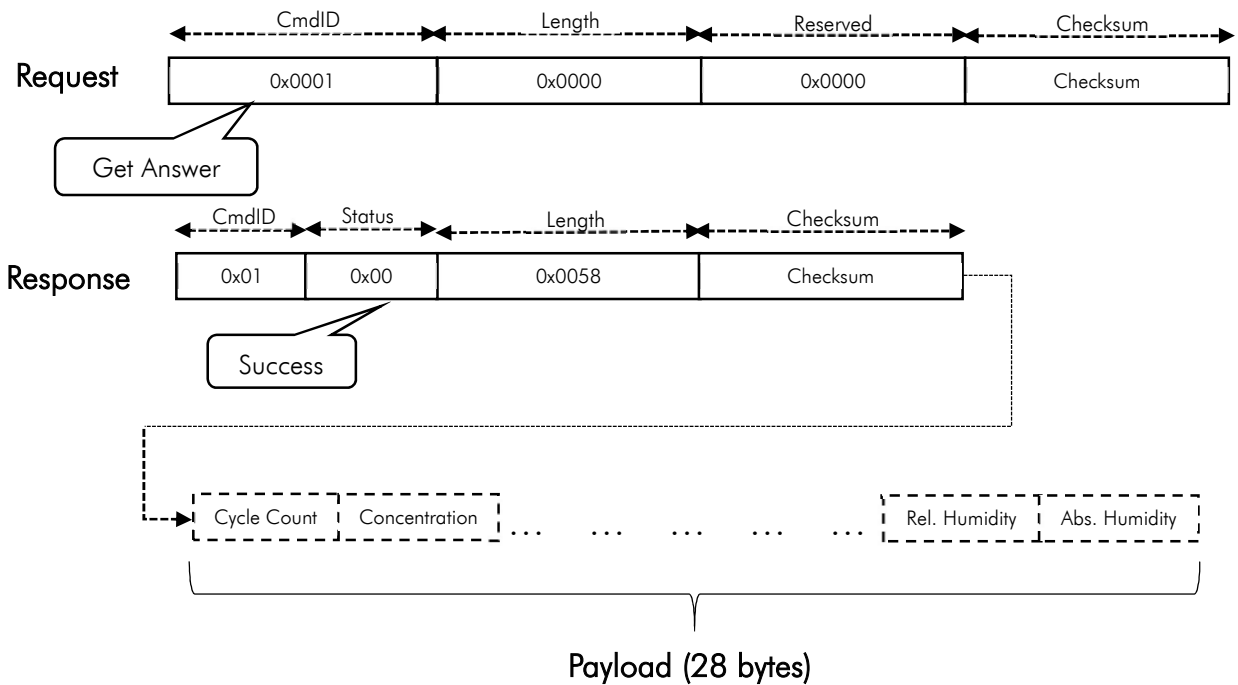 CmdID Length Reserved Checksum
Request 0x0001 0x0000 0x0000 Checksum
Get Answer
CmdID Status Length Checksum
Response 0x01 0x00 0x0058 Checksum
Success
Cycle Count Concentration ... ... ... ... ... Rel. Humidity Abs. Humidity
Payload (28 bytes)